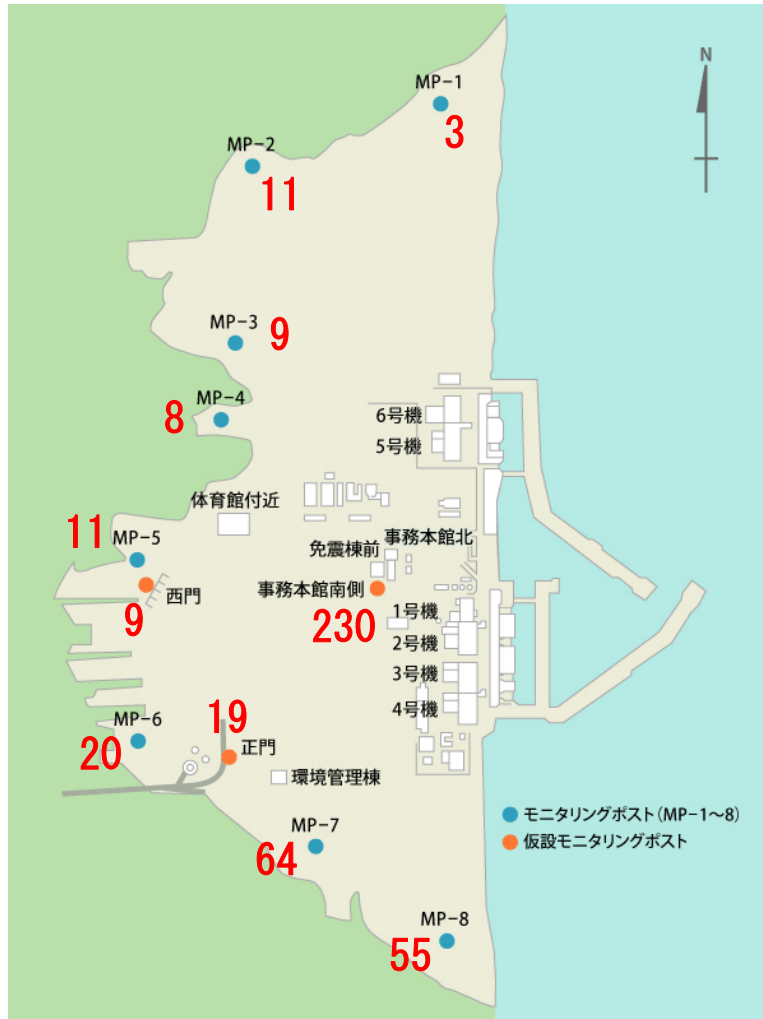 N
MP-1
3
MP-2
11
MP-3
9
MP-4
8
6号機
5号機
体育館付近
事務本館北
11
MP-5
免震棟前
西門
事務本館南側
9
230
1号機
2号機
3号機
4号機
19
MP-6
20
正門
環境管理棟
モニタリングポスト(MP-1〜8)
仮設モニタリングポスト
MP-7
64
MP-8
55